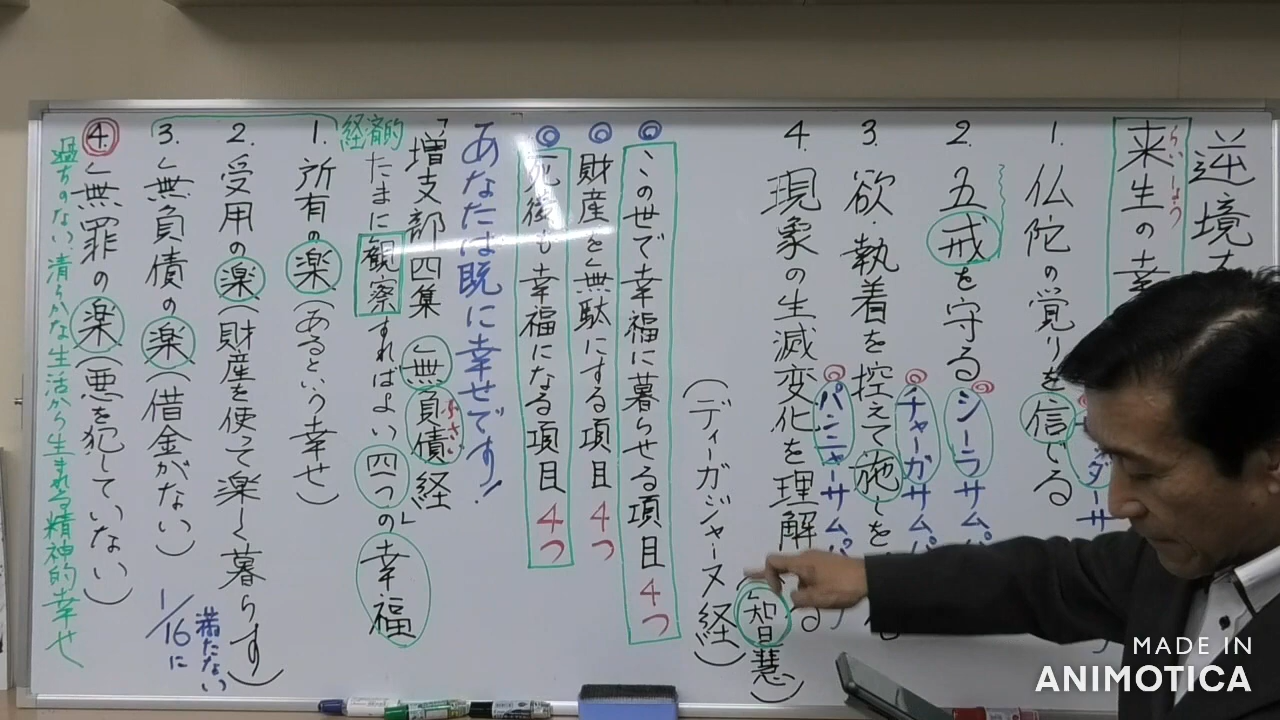 逆境
来生の幸
らいしょう
1. 仏陀の覚りを信じる
2. 五戒を守る
シーラサムパ
3. 欲・執着を控えて施しを
チャーガサムパ
4. 現象の生滅変化を理解
パンニャーサムパ
(智慧)
(ディーガジャーヌ経)
◎この世で幸福に暮らせる項目4つ
◎財産を無駄にする項目4つ
◎死後も幸福になる項目4つ
あなたは既に幸せです!
「増支部四集 無負債経
ふさい
たまに観察すればよい四つの幸福」
経済的
1. 所有の楽(あるという幸せ)
2. 受用の楽(財産を使って楽しく暮らす)
3. 無負債の楽(借金がない)
1/16に
満たない
4. 無罪の楽(悪を犯していない)
過ちのない、清らかな生活から生まれる精神的幸せ
MADE IN
ANIMOTICA